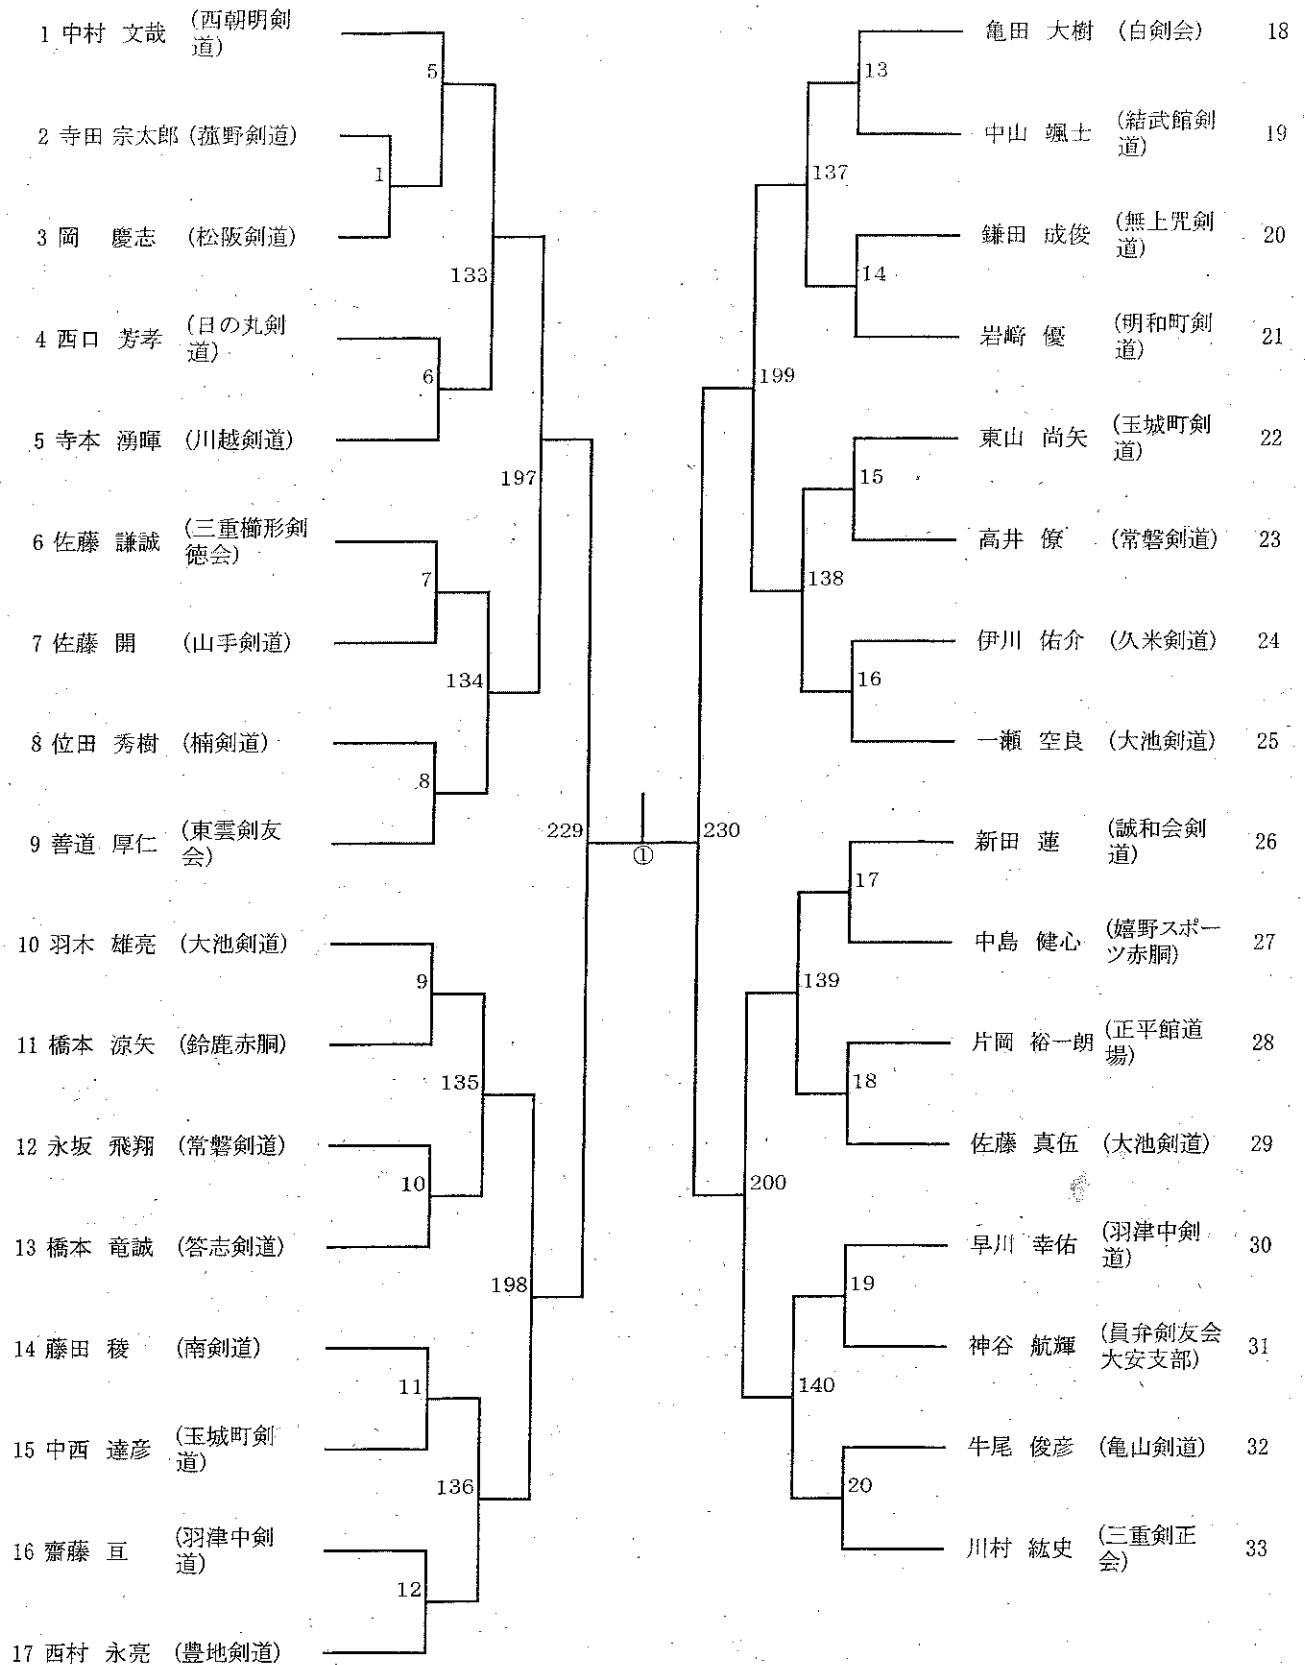 1 中村 文哉 (西朝明剣
道)
5
2 寺田 宗太郎 (菰野剣道)
1
3 岡 慶志 (松阪剣道)
133
4 西口 芳孝 (日の丸剣
道)
6
5 寺本 湧暉 (川越剣道)
197
6 佐藤 謙誠 (三重櫛形剣
徳会)
7
7 佐藤 開 (山手剣道)
134
8 位田 秀樹 (楠剣道)
8
9 善道 厚仁 (東雲剣友
会)
229
10 羽木 雄亮 (大池剣道)
9
11 橋本 涼矢 (鈴鹿赤胴)
135
12 永坂 飛翔 (常磐剣道)
10
13 橋本 竜誠 (答志剣道)
198
14 藤田 稜 (南剣道)
11
15 中西 達彦 (玉城町剣
道)
136
16 齋藤 亘 (羽津中剣
道)
12
17 西村 永亮 (豊地剣道)
①
亀田 大樹 (白剣会) 18
13
中山 颯士 (結武館剣
道) 19
137
鎌田 成俊 (無上咒剣
道) 20
14
岩﨑 優 (明和町剣
道) 21
199
東山 尚矢 (玉城町剣
道) 22
15
高井 僚 (常磐剣道) 23
138
伊川 佑介 (久米剣道) 24
16
一瀬 空良 (大池剣道) 25
230
新田 蓮 (誠和会剣
道) 26
17
中島 健心 (嬉野スポー
ツ赤胴) 27
139
片岡 裕一朗 (正平館道
場) 28
18
佐藤 真伍 (大池剣道) 29
200
早川 幸佑 (羽津中剣
道) 30
19
神谷 航輝 (員弁剣友会
大安支部) 31
140
牛尾 俊彦 (亀山剣道) 32
20
川村 紘史 (三重剣正
会) 33